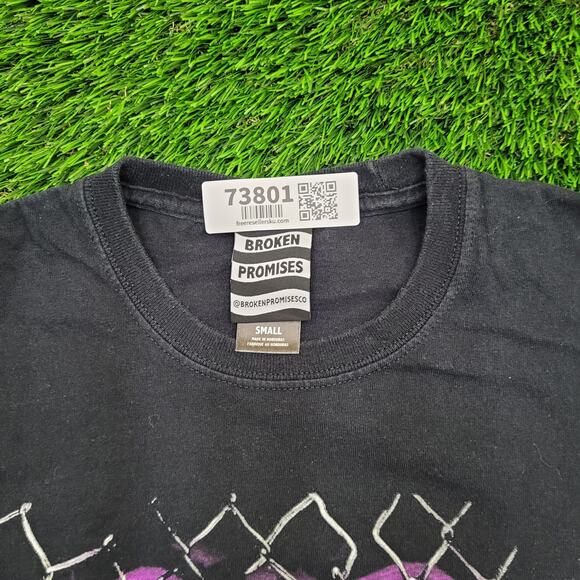 73801
freeresellersku.com
BROKEN
PROMISES
@BROKENPROMISESCO
SMALL
MADE IN HONDURAS
FABRIQUÉ AU HONDURAS